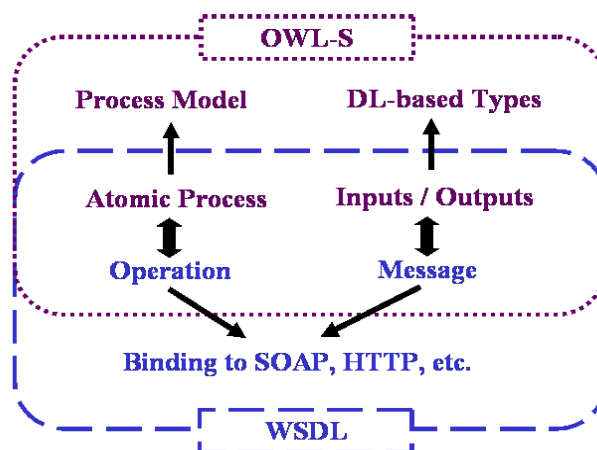 OWL-S
Process Model
DL-based Types
Atomic Process
Inputs / Outputs
Operation
Message
Binding to SOAP, HTTP, etc.
WSDL